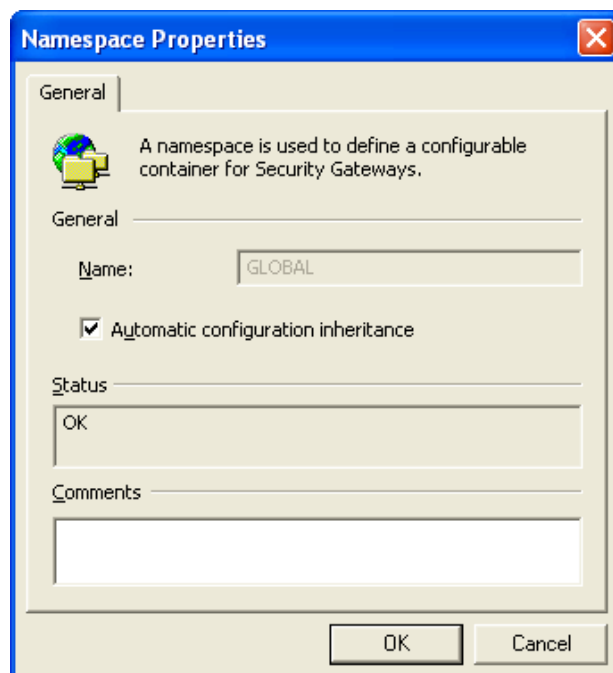 Namespace Properties
General
A namespace is used to define a configurable
container for Security Gateways.
General
Name: GLOBAL
Automatic configuration inheritance
Status
OK
Comments
OK Cancel